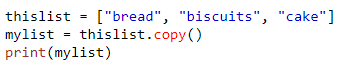 thislist = ["bread", "biscuits", "cake"]
mylist = thislist.copy()
print(mylist)